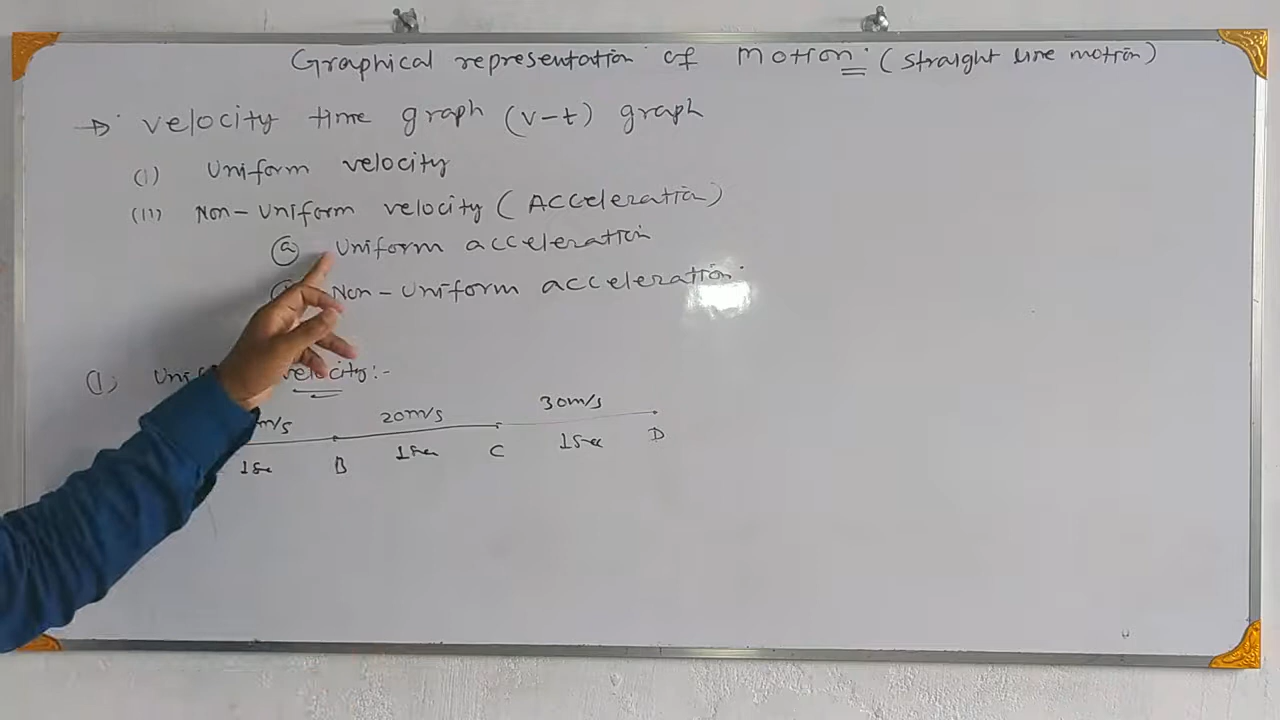 Graphical representation of Motion: (straight line motion)
→ Velocity time graph (v-t) graph
(i) Uniform velocity
(ii) Non-Uniform velocity (Acceleration)
ⓐ Uniform acceleration
Non-Uniform acceleration.
(i) velocity:-
m/s 20m/s 30m/s
1Sec B 1Sec C 1Sec D